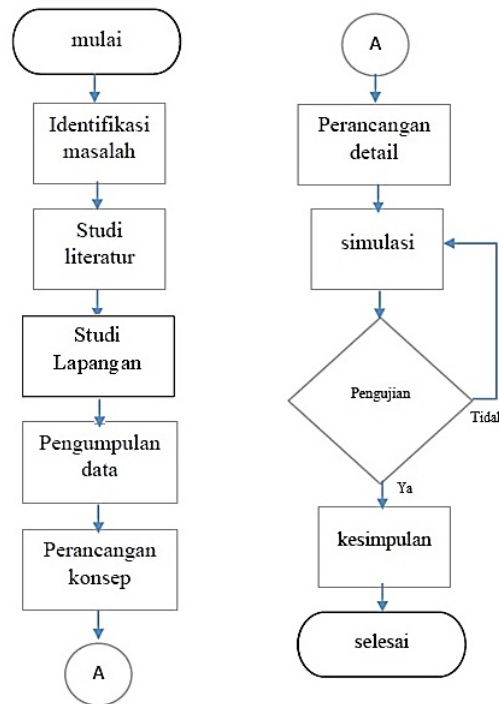 mulai
Identifikasi
masalah
Studi
literatur
Studi
Lapangan
Pengumpulan
data
Perancangan
konsep
A
A
Perancangan
detail
simulasi
Pengujian
Tidak
Ya
kesimpulan
selesai